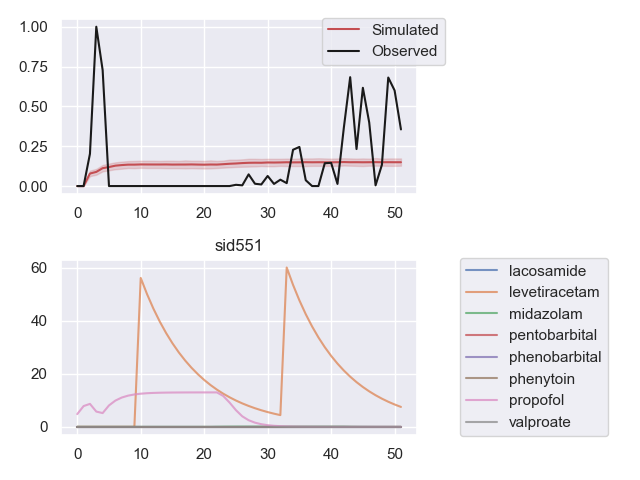 1.00
0.75
0.50
0.25
0.00
0 10 20 30 40 50
Simulated
Observed
sid551
60
40
20
0
0 10 20 30 40 50
lacosamide
levetiracetam
midazolam
pentobarbital
phenobarbital
phenytoin
propofol
valproate